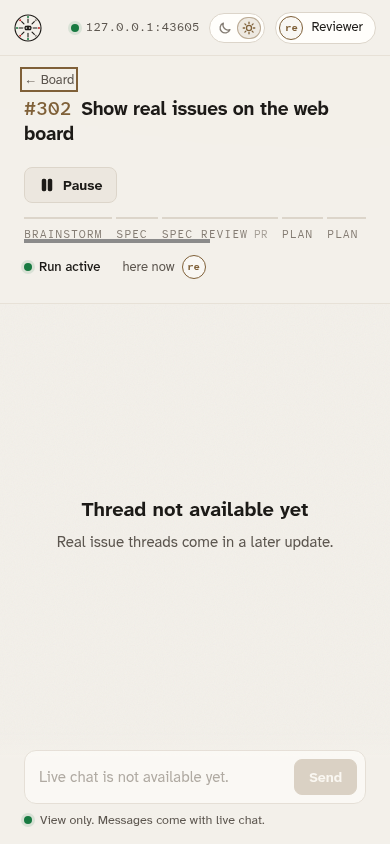 127.0.0.1:43605
re Reviewer
← Board
#302 Show real issues on the web
board
Pause
BRAINSTORM SPEC SPEC REVIEW PR PLAN PLAN
Run active here now re
Thread not available yet
Real issue threads come in a later update.
Live chat is not available yet. Send
View only. Messages come with live chat.